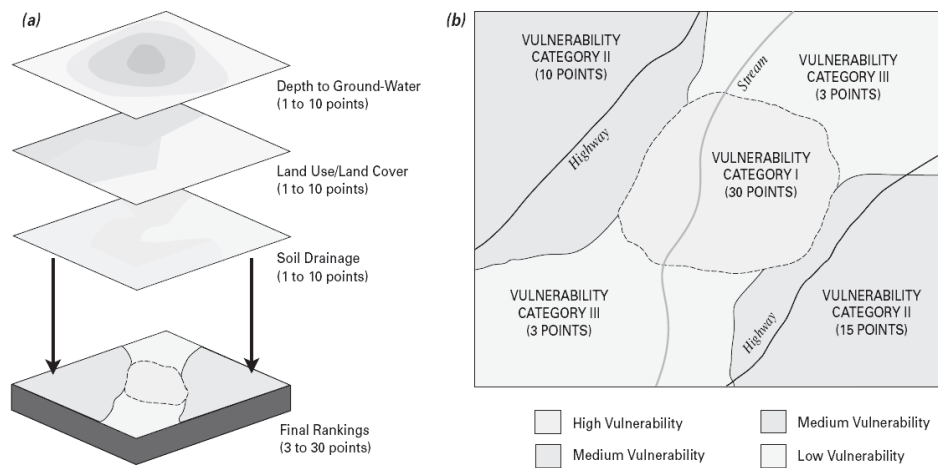 (a)
Depth to Ground-Water
(1 to 10 points)
Land Use/Land Cover
(1 to 10 points)
Soil Drainage
(1 to 10 points)
Final Rankings
(3 to 30 points)
(b)
VULNERABILITY
CATEGORY II
(10 POINTS)
Highway
Stream
VULNERABILITY
CATEGORY III
(3 POINTS)
VULNERABILITY
CATEGORY I
(30 POINTS)
VULNERABILITY
CATEGORY III
(3 POINTS)
Highway
VULNERABILITY
CATEGORY II
(15 POINTS)
High Vulnerability
Medium Vulnerability
Medium Vulnerability
Low Vulnerability